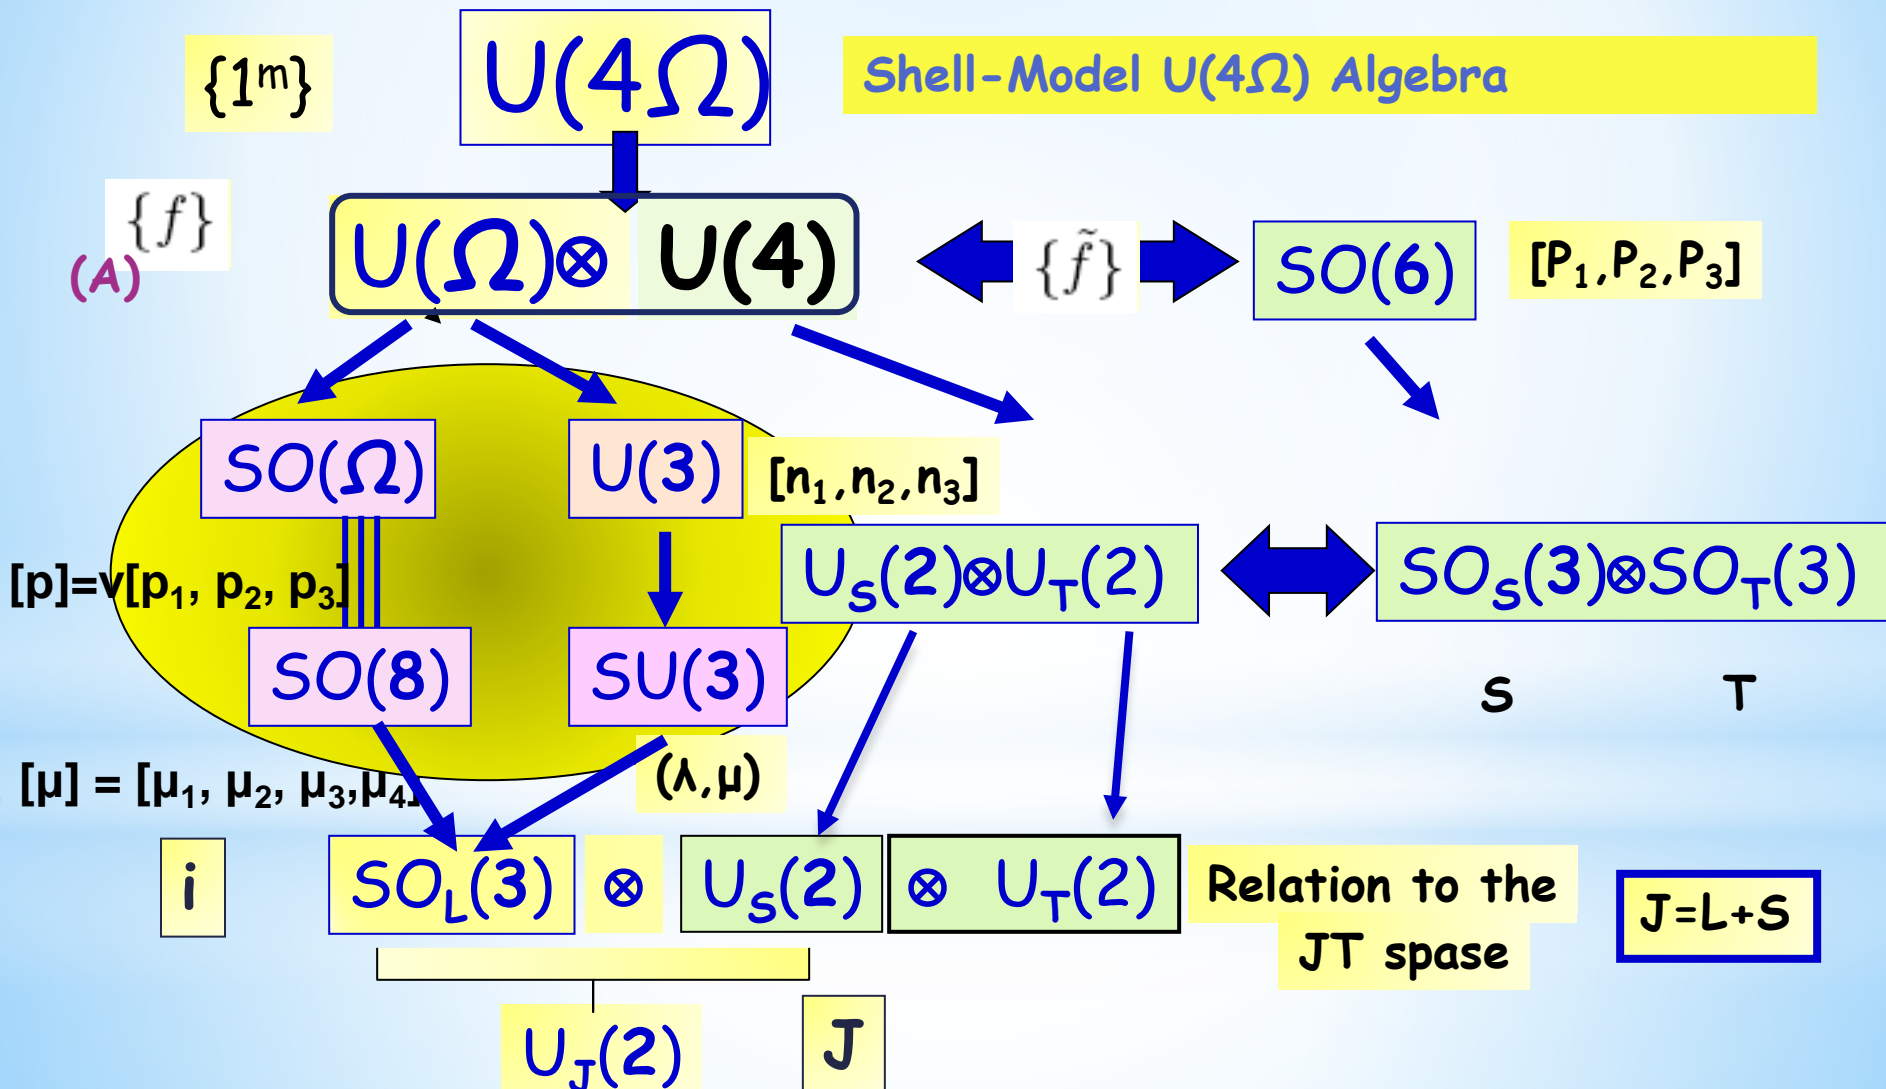 {1ᵐ}
U(4Ω)
Shell-Model U(4Ω) Algebra
{f}
(A)
U(Ω)⊗ U(4)
{f̃}
SO(6)
[P₁,P₂,P₃]
SO(Ω)
U(3)
[n₁,n₂,n₃]
[p]=v[p₁, p₂, p₃]
U_S(2)⊗U_T(2)
SO_S(3)⊗SO_T(3)
SO(8)
SU(3)
S
T
[μ] = [μ₁, μ₂, μ₃,μ₄]
(λ,μ)
i
SO_L(3) ⊗ U_S(2) ⊗ U_T(2)
Relation to the
JT spase
J=L+S
U_J(2)
J